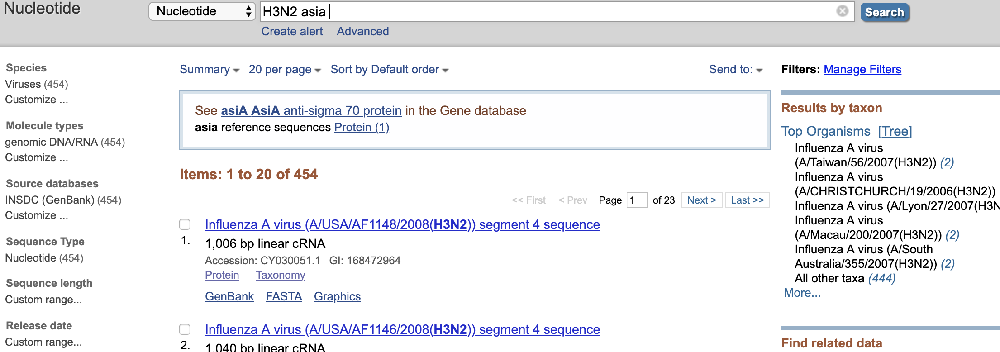 Nucleotide
Nucleotide
H3N2 asia
Search
Create alert Advanced
Species
Viruses (454)
Customize ...
Molecule types
genomic DNA/RNA (454)
Customize ...
Source databases
INSDC (GenBank) (454)
Customize ...
Sequence Type
Nucleotide (454)
Sequence length
Custom range...
Release date
Custom range...
Summary 20 per page Sort by Default order Send to:
See asiA AsiA anti-sigma 70 protein in the Gene database
asia reference sequences Protein (1)
Items: 1 to 20 of 454
<< First < Prev Page 1 of 23 Next > Last >>
Influenza A virus (A/USA/AF1148/2008(H3N2)) segment 4 sequence
1. 1,006 bp linear cRNA
Accession: CY030051.1 GI: 168472964
Protein Taxonomy
GenBank FASTA Graphics
Influenza A virus (A/USA/AF1146/2008(H3N2)) segment 4 sequence
2. 1,040 bp linear cRNA
Filters: Manage Filters
Results by taxon
Top Organisms [Tree]
Influenza A virus
(A/Taiwan/56/2007(H3N2)) (2)
Influenza A virus
(A/CHRISTCHURCH/19/2006(H3N2))
Influenza A virus (A/Lyon/27/2007(H3N
Influenza A virus
(A/Macau/200/2007(H3N2)) (2)
Influenza A virus (A/South
Australia/355/2007(H3N2)) (2)
All other taxa (444)
More...
Find related data